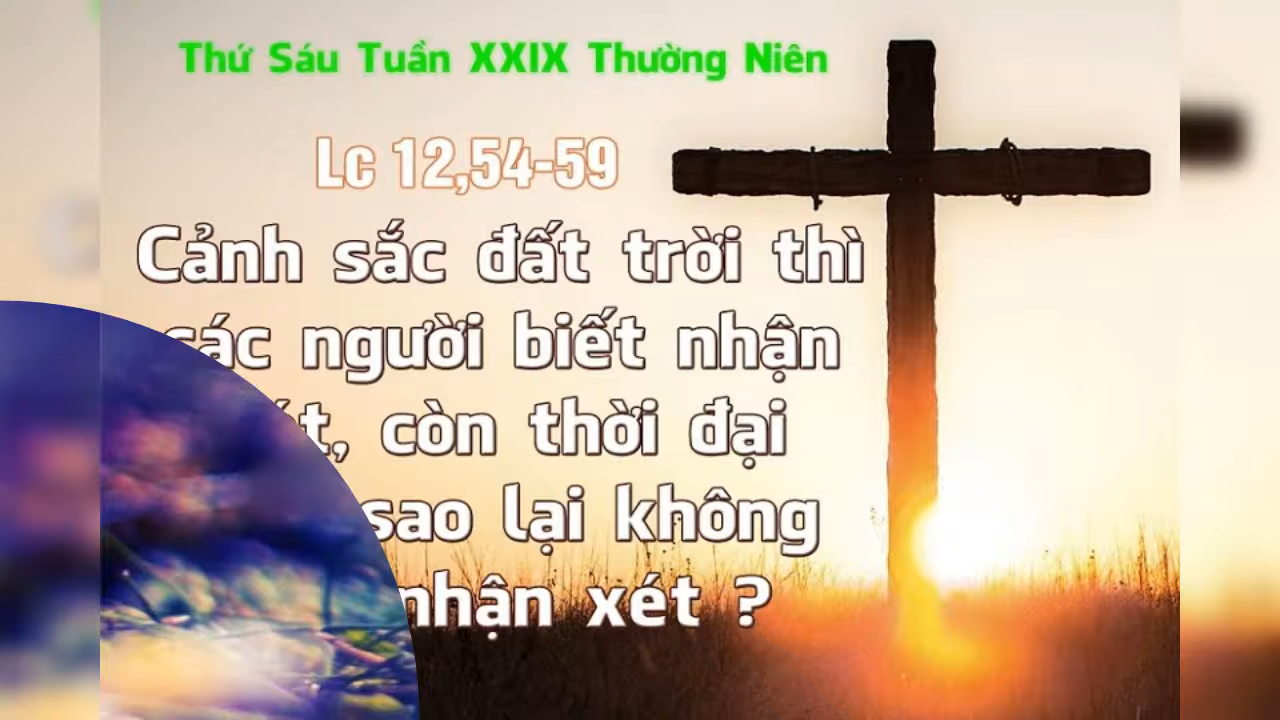 Thứ Sáu Tuần XXIX Thường Niên
Lc 12,54-59
Cảnh sắc đất trời thì
các người biết nhận
còn thời đại
sao lại không
nhận xét ?